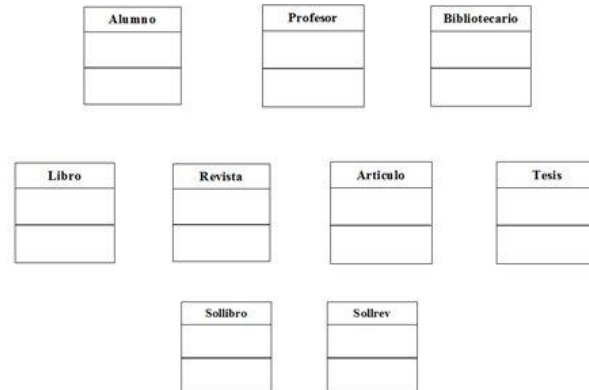 Alumno
Profesor
Bibliotecario
Libro
Revista
Articulo
Tesis
Sollibro
Sollrev